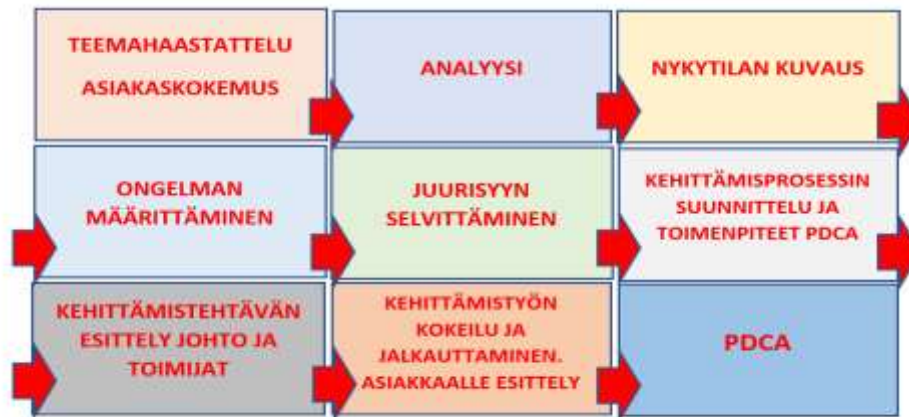 TEEMAHAASTATTELU
ASIAKASKOKEMUS
ANALYYSI
NYKYTILAN KUVAUS
ONGELMAN
MÄÄRITTÄMINEN
JUURISYYN
SELVITTÄMINEN
KEHITTÄMISPROSESSIN
SUUNNITTELU JA
TOIMENPITEET PDCA
KEHITTÄMISTEHTÄVÄN
ESITTELY JOHTO JA
TOIMIJAT
KEHITTÄMISTYÖN
KOKEILU JA
JALKAUTTAMINEN.
ASIAKKAALLE ESITTELY
PDCA